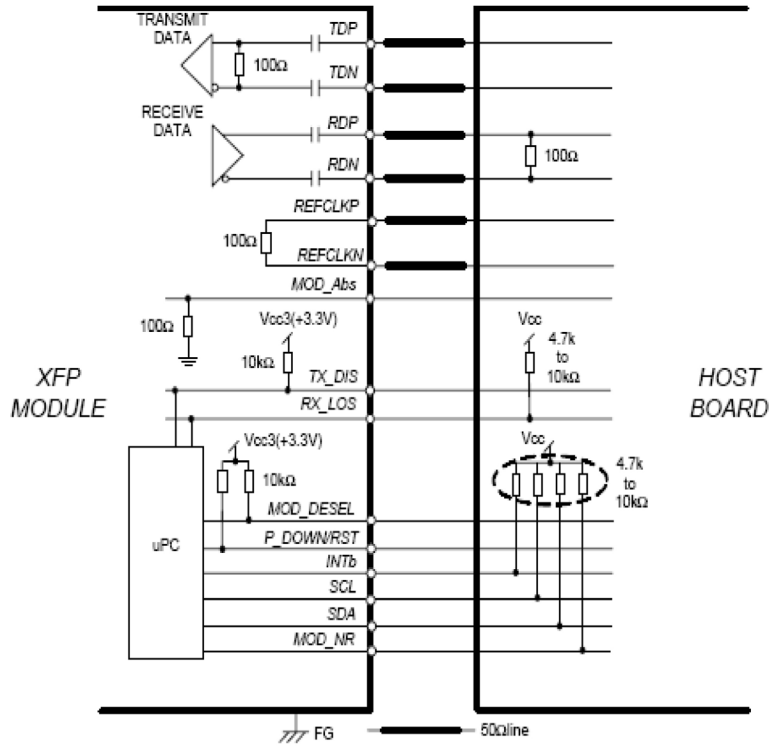 TRANSMIT
DATA
TDP
100Ω
TDN
RECEIVE
DATA
RDP
100Ω
RDN
REFCLKP
100Ω
REFCLKN
MOD_Abs
100Ω
Vcc3(+3.3V)
10kΩ
TX_DIS
RX_LOS
Vcc
4.7k
to
10kΩ
XFP
MODULE
HOST
BOARD
Vcc3(+3.3V)
10kΩ
Vcc
4.7k
to
10kΩ
MOD_DESEL
P_DOWN/RST
uPC
INTb
SCL
SDA
MOD_NR
FG
50Ωline